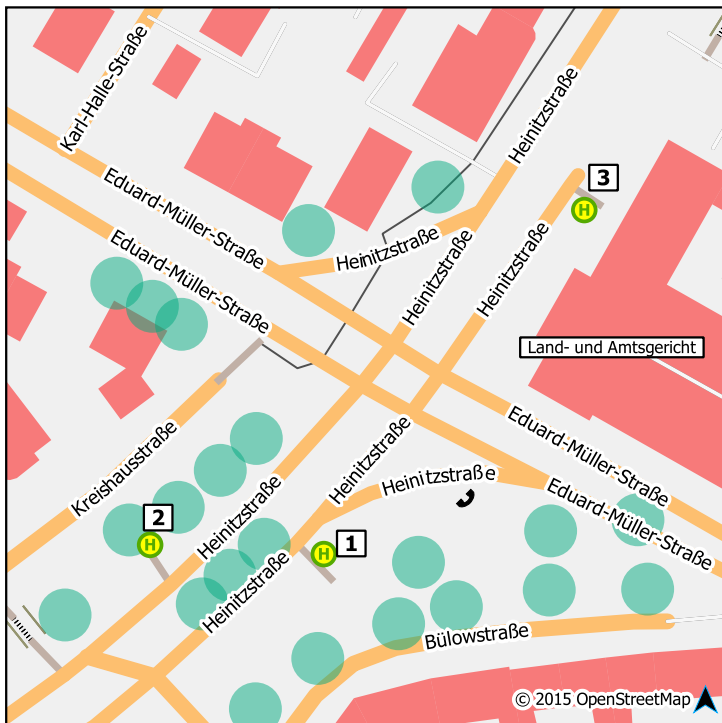 Karl-Halle-Straße
Heinitzstraße
3
H
Eduard-Müller-Straße
Heinitzstraße
Heinitzstraße
Heinitzstraße
Eduard-Müller-Straße
Land- und Amtsgericht
Kreishausstraße
Heinitzstraße
Eduard-Müller-Straße
Heinitzstraße
Eduard-Müller-Straße
2
H
Heinitzstraße
1
H
Heinitzstraße
Bülowstraße
© 2015 OpenStreetMap